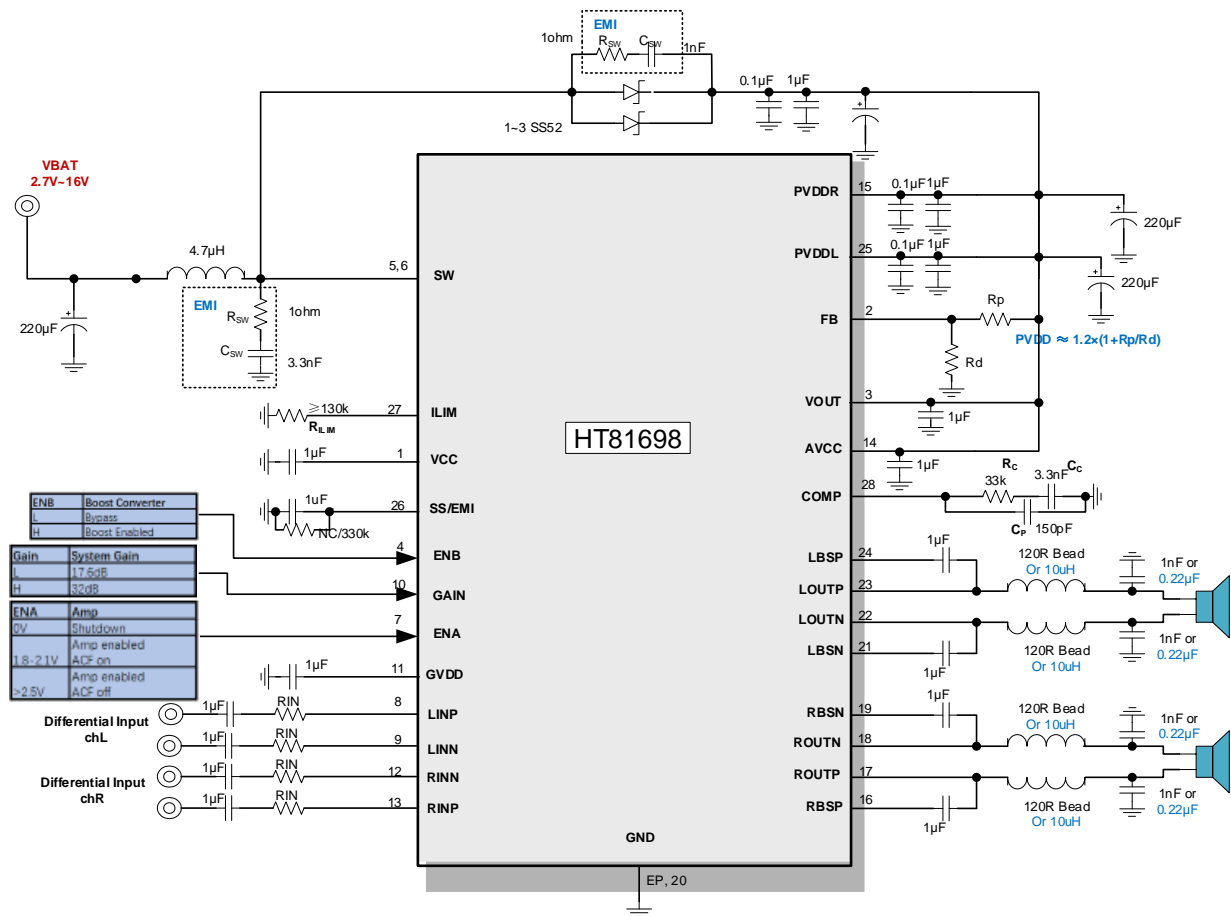 EMI
1ohm
RSW
CSW
1nF
0.1µF
1µF
1~3 SS52
VBAT
2.7V~16V
4.7µH
220µF
EMI
RSW
1ohm
CSW
3.3nF
5,6
SW
≥130k
RILIM
27
ILIM
1µF
1
VCC
1uF
NC/330k
26
SS/EMI
ENB Boost Converter
L Bypass
H Boost Enabled
4
ENB
Gain System Gain
L 17.6dB
H 32dB
10
GAIN
ENA Amp
0V Shutdown
1.8-2.1V Amp enabled
ACF on
>2.5V Amp enabled
ACF off
7
ENA
1µF
11
GVDD
Differential Input
chL
1µF
RIN
8
LINP
1µF
RIN
9
LINN
Differential Input
chR
1µF
RIN
12
RINN
1µF
RIN
13
RINP
HT81698
GND
EP, 20
PVDDR
15
0.1µF
1µF
220µF
PVDDL
25
0.1µF
1µF
220µF
FB
2
Rp
Rd
PVDD ≈ 1.2×(1+Rp/Rd)
VOUT
3
1µF
AVCC
14
1µF
COMP
28
RC
33k
3.3nF
CC
CP
150pF
LBSP
24
1µF
LOUTP
23
120R Bead
Or 10uH
1nF or
0.22µF
LOUTN
22
120R Bead
Or 10uH
1nF or
0.22µF
LBSN
21
1µF
RBSN
19
1µF
ROUTN
18
120R Bead
Or 10uH
1nF or
0.22µF
ROUTP
17
120R Bead
Or 10uH
1nF or
0.22µF
RBSP
16
1µF